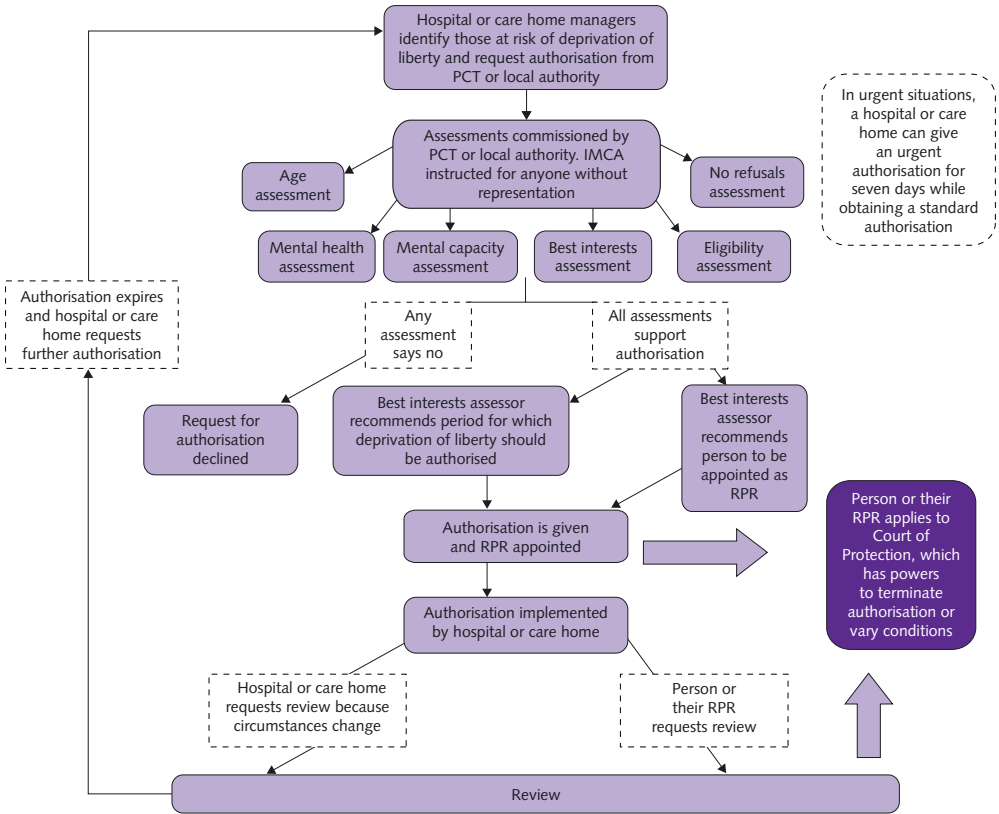 Hospital or care home managers
identify those at risk of deprivation of
liberty and request authorisation from
PCT or local authority
In urgent situations,
a hospital or care
home can give
an urgent
authorisation for
seven days while
obtaining a standard
authorisation
Assessments commissioned by
PCT or local authority. IMCA
instructed for anyone without
representation
Age
assessment
No refusals
assessment
Mental health
assessment
Mental capacity
assessment
Best interests
assessment
Eligibility
assessment
Authorisation expires
and hospital or care
home requests
further authorisation
Any
assessment
says no
All assessments
support
authorisation
Request for
authorisation
declined
Best interests assessor
recommends period for which
deprivation of liberty should
be authorised
Best interests
assessor
recommends
person to be
appointed as
RPR
Authorisation is given
and RPR appointed
Person or their
RPR applies to
Court of
Protection, which
has powers
to terminate
authorisation or
vary conditions
Authorisation implemented
by hospital or care home
Hospital or care home
requests review because
circumstances change
Person or
their RPR
requests review
Review